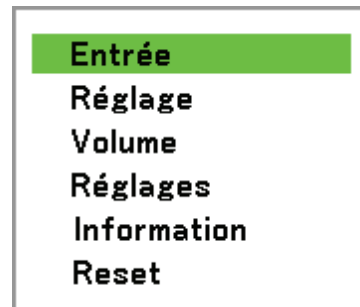 Entrée
Réglage
Volume
Réglages
Information
Reset